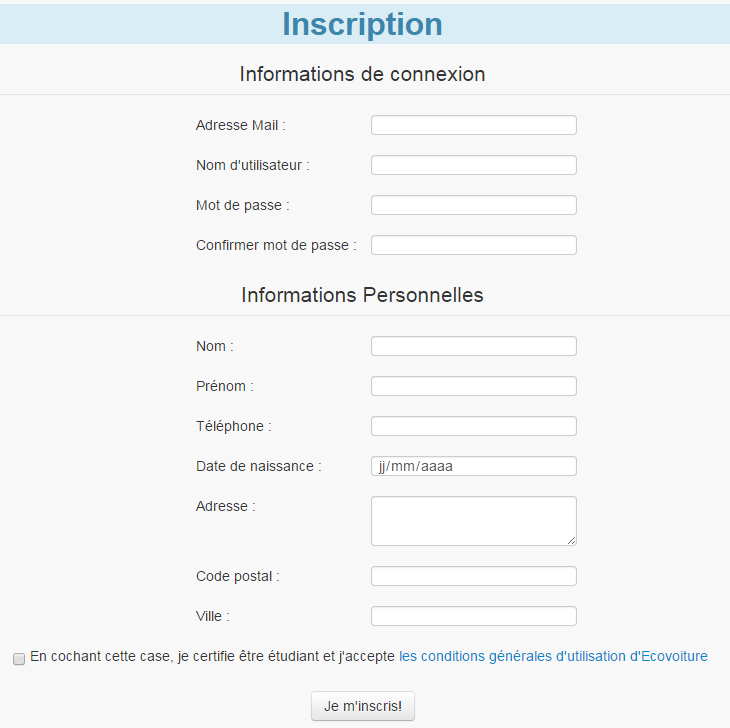 Inscription
Informations de connexion
Adresse Mail :
Nom d'utilisateur :
Mot de passe :
Confirmer mot de passe :
Informations Personnelles
Nom :
Prénom :
Téléphone :
Date de naissance : jj/mm/aaaa
Adresse :
Code postal :
Ville :
En cochant cette case, je certifie être étudiant et j'accepte les conditions générales d'utilisation d'Ecovoiture
Je m'inscris!